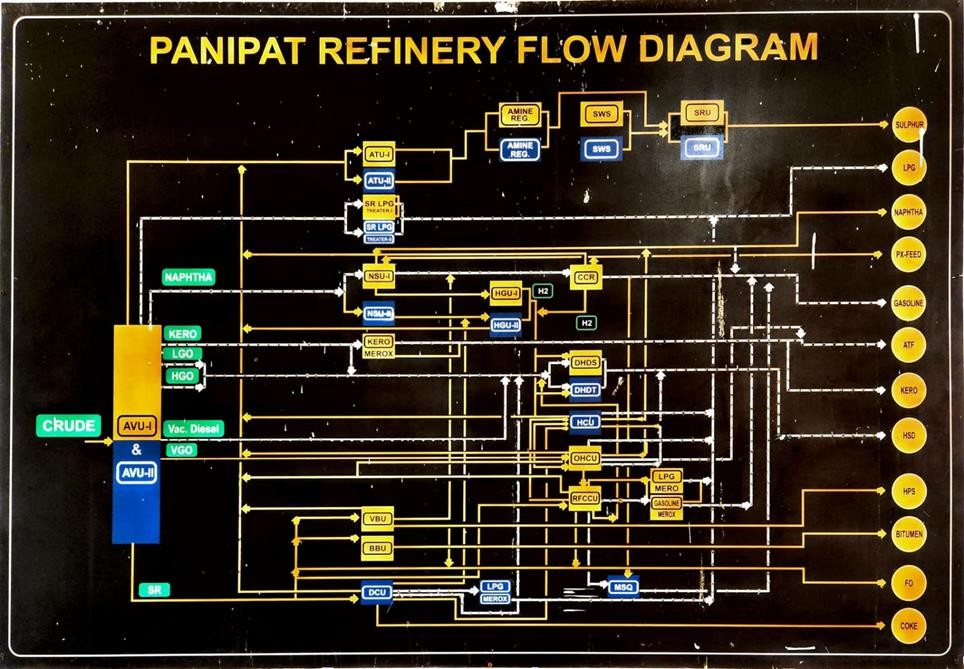 PANIPAT REFINERY FLOW DIAGRAM
AMINE
REG.
SWS
SRU
SULPHUR
AMINE
REG.
SWS
SRU
ATU-I
ATU-II
LPG
SR LPG
TREATER-I
SR LPG
TREATER-II
NAPHTHA
PX-FEED
NAPHTHA
NSU-I
CCR
HGU-I
H2
GASOLINE
NSU-II
HGU-II
H2
KERO
KERO
MEROX
ATF
LGO
HGO
DHDS
DHDT
KERO
CRUDE
AVU-I
Vac. Diesel
HCU
HSD
&
VGO
OHCU
AVU-II
LPG
MERO
RFCCU
GASOLINE
MEROX
HPS
VBU
BITUMEN
BBU
SR
DCU
LPG
MEROX
MSQ
FO
COKE